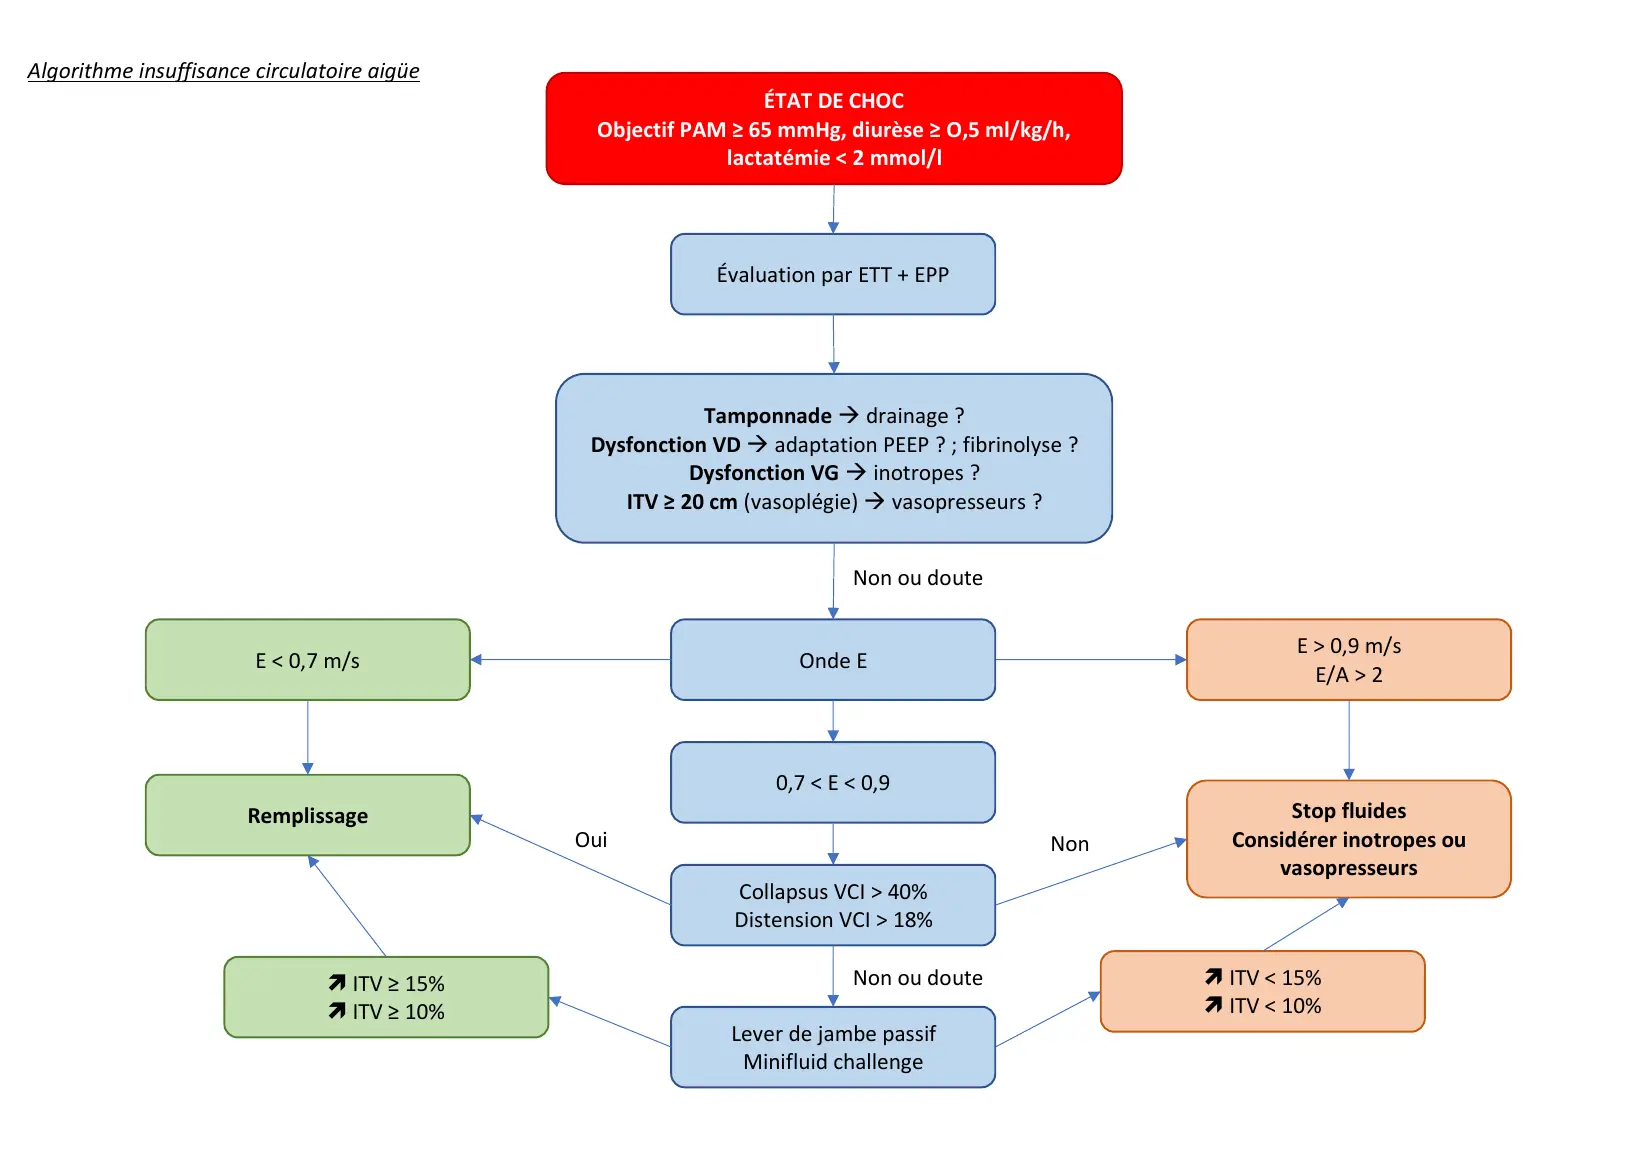 Algorithme insuffisance circulatoire aigüe
ÉTAT DE CHOC
Objectif PAM ≥ 65 mmHg, diurèse ≥ O,5 ml/kg/h,
lactatémie < 2 mmol/l
Évaluation par ETT + EPP
Tamponnade → drainage ?
Dysfonction VD → adaptation PEEP ? ; fibrinolyse ?
Dysfonction VG → inotropes ?
ITV ≥ 20 cm (vasoplégie) → vasopresseurs ?
Non ou doute
E < 0,7 m/s
Onde E
E > 0,9 m/s
E/A > 2
0,7 < E < 0,9
Remplissage
Stop fluides
Considérer inotropes ou
vasopresseurs
Oui
Non
Collapsus VCI > 40%
Distension VCI > 18%
Non ou doute
🡽 ITV ≥ 15%
🡽 ITV ≥ 10%
🡽 ITV < 15%
🡽 ITV < 10%
Lever de jambe passif
Minifluid challenge